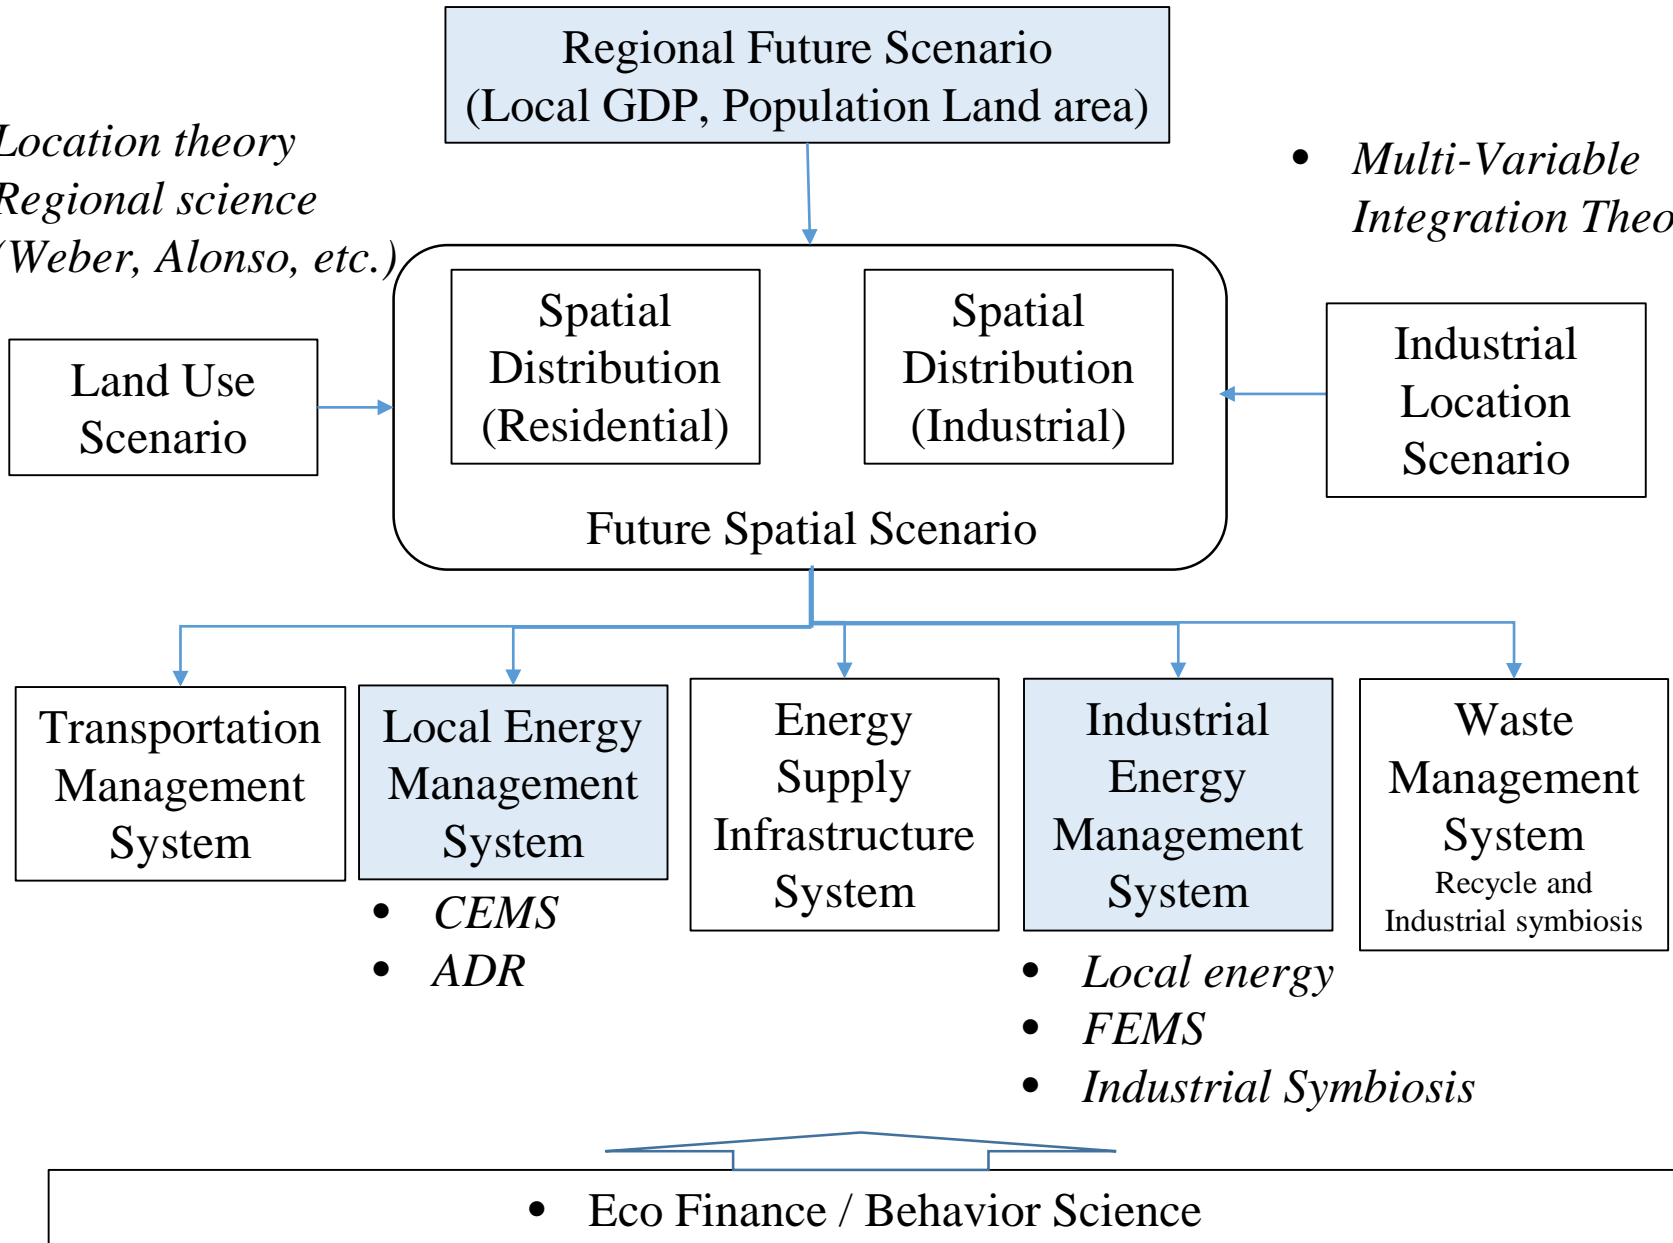 Regional Future Scenario
(Local GDP, Population Land area)
Location theory
Regional science
(Weber, Alonso, etc.)
• Multi-Variable
Integration
Land Use
Scenario
Spatial
Distribution
(Residential)
Spatial
Distribution
(Industrial)
Future Spatial Scenario
Industrial
Location
Scenario
Transportation
Management
System
Local Energy
Management
System
• CEMS
• ADR
Energy
Supply
Infrastructure
System
Industrial
Energy
Management
System
• Local energy
• FEMS
• Industrial Symbiosis
Waste
Management
System
Recycle and
Industrial symbiosis
• Eco Finance / Behavior Science